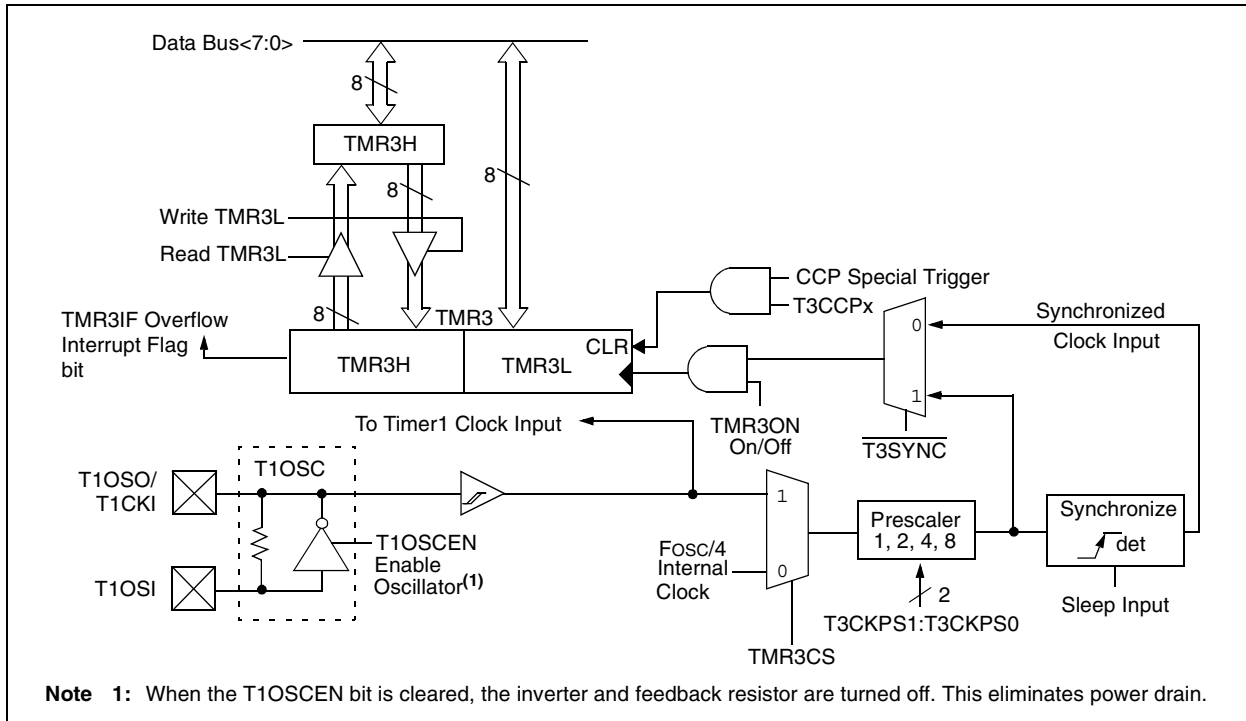 Data Bus<7:0>
8
TMR3H
8
8
Write TMR3L
Read TMR3L
CCP Special Trigger
T3CCPx
8
TMR3
TMR3IF Overflow
Interrupt Flag
bit
TMR3H
TMR3L
CLR
0
1
Synchronized
Clock Input
TMR3ON
On/Off
T3SYNC
To Timer1 Clock Input
T1OSC
T1OSO/
T1CKI
T1OSI
T1OSCEN
Enable
Oscillator(1)
1
0
FOSC/4
Internal
Clock
Prescaler
1, 2, 4, 8
Synchronize
det
2
T3CKPS1:T3CKPS0
Sleep Input
TMR3CS
Note 1: When the T1OSCEN bit is cleared, the inverter and feedback resistor are turned off. This eliminates power drain.